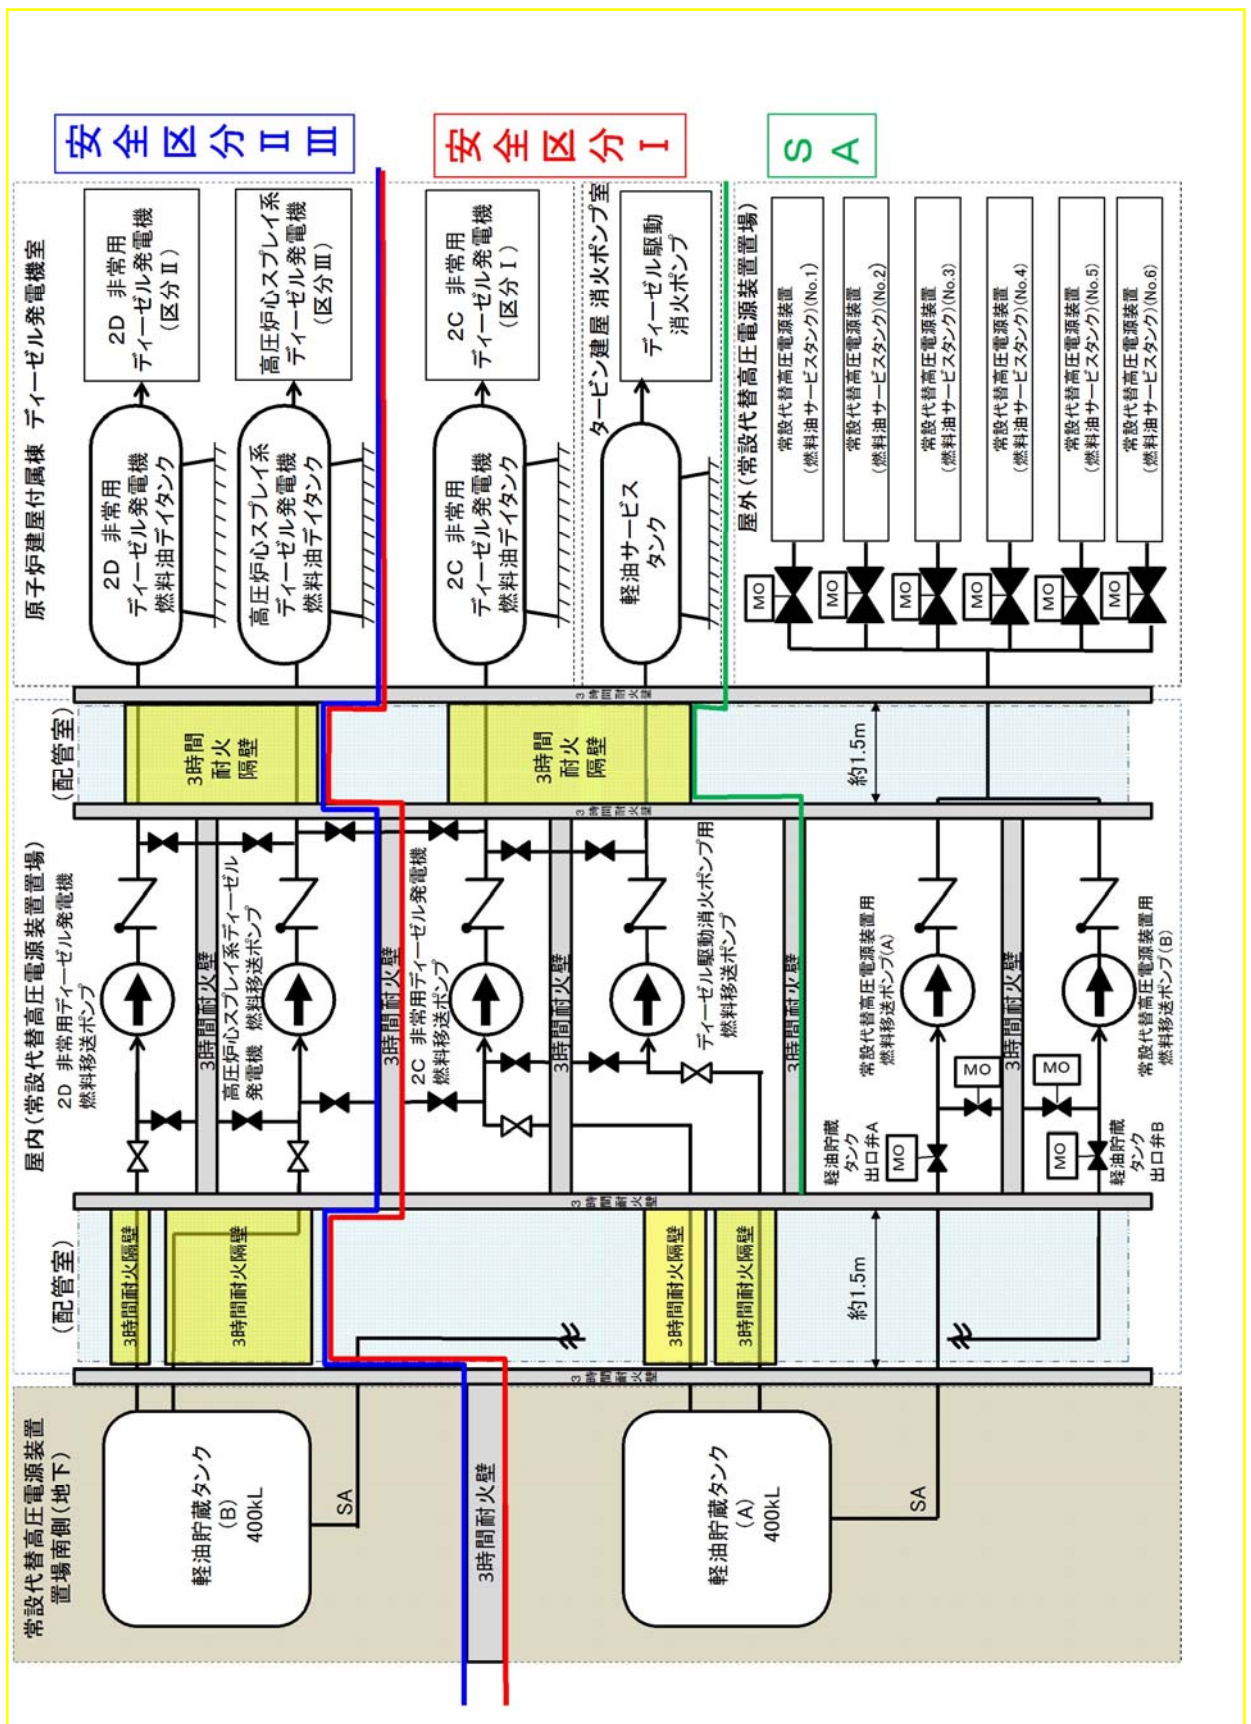 安全区分ⅡⅢ
安全区分Ⅰ
SA
原子炉建屋付属棟 ディーゼル発電機室
2D 非常用
ディーゼル発電機
(区分Ⅱ)
高圧炉心スプレイ系
ディーゼル発電機
(区分Ⅲ)
2C 非常用
ディーゼル発電機
(区分Ⅰ)
タービン建屋 消火ポンプ室
ディーゼル駆動
消火ポンプ
屋外(常設代替高圧電源装置置場)
常設代替高圧電源装置
(燃料油サービスタンク)(No.1)
常設代替高圧電源装置
(燃料油サービスタンク)(No.2)
常設代替高圧電源装置
(燃料油サービスタンク)(No.3)
常設代替高圧電源装置
(燃料油サービスタンク)(No.4)
常設代替高圧電源装置
(燃料油サービスタンク)(No.5)
常設代替高圧電源装置
(燃料油サービスタンク)(No.6)
2D 非常用
ディーゼル発電機
燃料油デイタンク
高圧炉心スプレイ系
ディーゼル発電機
燃料油デイタンク
2C 非常用
ディーゼル発電機
燃料油デイタンク
軽油サービス
タンク
MO
MO
MO
MO
MO
MO
3時間耐火壁
(配管室)
3時間
耐火
隔壁
3時間
耐火
隔壁
約1.5m
3時間耐火壁
屋内(常設代替高圧電源装置置場)
2D 非常用ディーゼル発電機
燃料移送ポンプ
3時間耐火壁
高圧炉心スプレイ系ディーゼル
発電機 燃料移送ポンプ
3時間耐火壁
2C 非常用ディーゼル発電機
燃料移送ポンプ
3時間耐火壁
ディーゼル駆動消火ポンプ用
燃料移送ポンプ
3時間耐火壁
常設代替高圧電源装置用
燃料移送ポンプ(A)
3時間耐火壁
常設代替高圧電源装置用
燃料移送ポンプ(B)
MO
MO
軽油貯蔵
タンク
出口弁A
MO
MO
軽油貯蔵
タンク
出口弁B
3時間耐火壁
(配管室)
3時間耐火隔壁
3時間耐火隔壁
3時間耐火隔壁
3時間耐火隔壁
約1.5m
3時間耐火壁
常設代替高圧電源装置
置場南側(地下)
軽油貯蔵タンク
(B)
400kL
SA
3時間耐火壁
軽油貯蔵タンク
(A)
400kL
SA